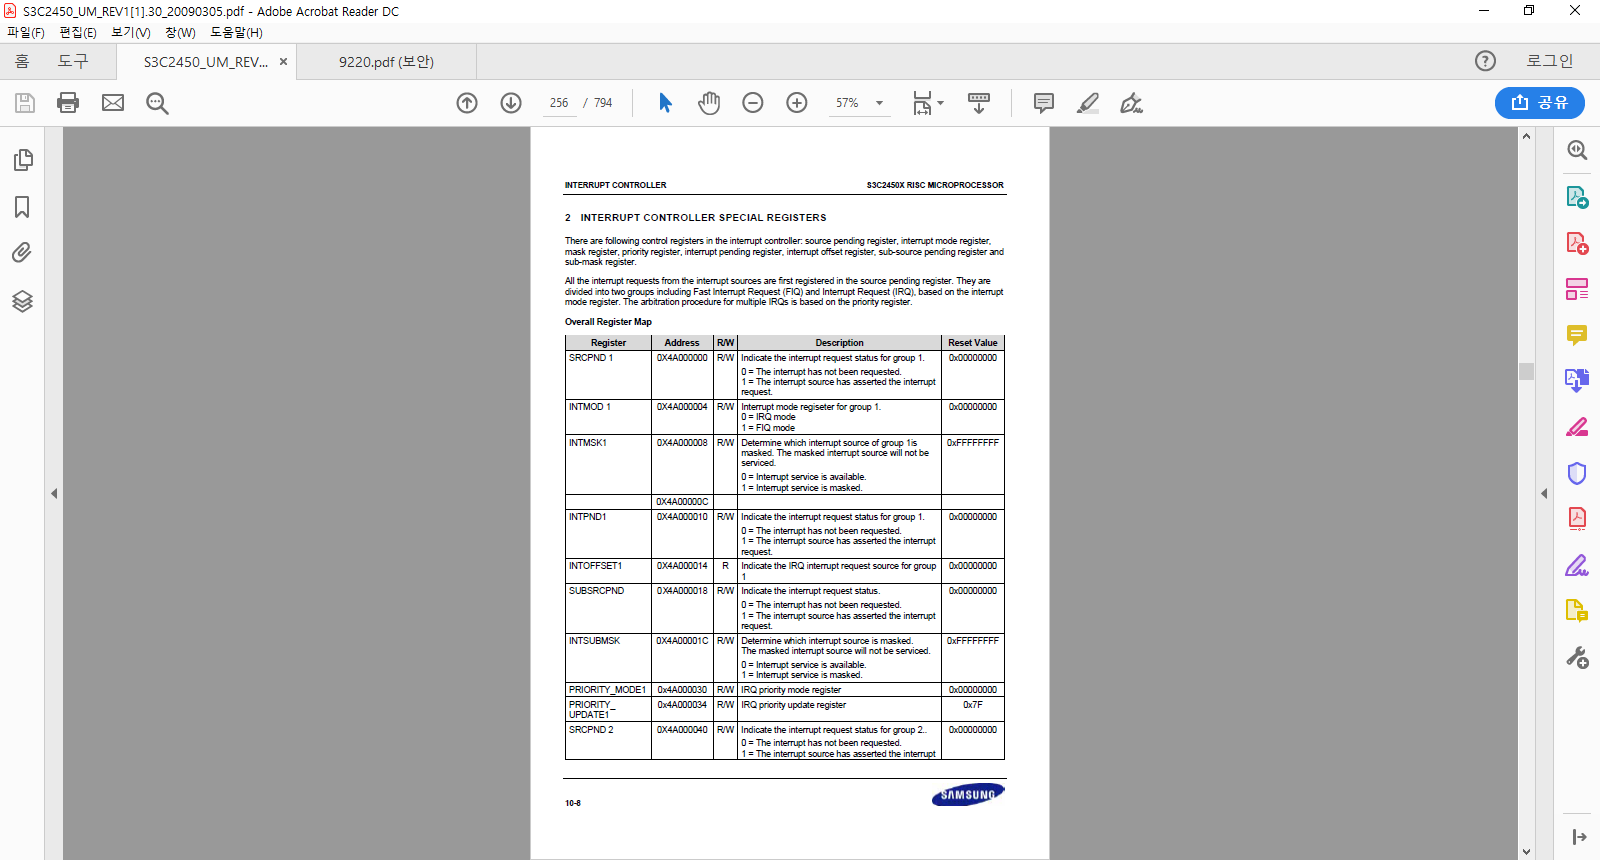 S3C2450_UM_REV1[1].30_20090305.pdf - Adobe Acrobat Reader DC
파일(F) 편집(E) 보기(V) 창(W) 도움말(H)
홈 도구 S3C2450_UM_REV... × 9220.pdf (보안) 로그인
256 / 794 57% 공유
INTERRUPT CONTROLLER S3C2450X RISC MICROPROCESSOR
2 INTERRUPT CONTROLLER SPECIAL REGISTERS
There are following control registers in the interrupt controller: source pending register, interrupt mode register,
mask register, priority register, interrupt pending register, interrupt offset register, sub-source pending register and
sub-mask register.
All the interrupt requests from the interrupt sources are first registered in the source pending register. They are
divided into two groups including Fast Interrupt Request (FIQ) and Interrupt Request (IRQ), based on the interrupt
mode register. The arbitration procedure for multiple IRQs is based on the priority register.
Overall Register Map
Register Address R/W Description Reset Value
SRCPND 1 0X4A000000 R/W Indicate the interrupt request status for group 1. 0x00000000
0 = The interrupt has not been requested.
1 = The interrupt source has asserted the interrupt
request.
INTMOD 1 0X4A000004 R/W Interrupt mode regiseter for group 1. 0x00000000
0 = IRQ mode
1 = FIQ mode
INTMSK1 0X4A000008 R/W Determine which interrupt source of group 1is 0xFFFFFFFF
masked. The masked interrupt source will not be
serviced.
0 = Interrupt service is available.
1 = Interrupt service is masked.
0X4A00000C
INTPND1 0X4A000010 R/W Indicate the interrupt request status for group 1. 0x00000000
0 = The interrupt has not been requested.
1 = The interrupt source has asserted the interrupt
request.
INTOFFSET1 0X4A000014 R Indicate the IRQ interrupt request source for group 0x00000000
1
SUBSRCPND 0X4A000018 R/W Indicate the interrupt request status. 0x00000000
0 = The interrupt has not been requested.
1 = The interrupt source has asserted the interrupt
request.
INTSUBMSK 0X4A00001C R/W Determine which interrupt source is masked. 0xFFFFFFFF
The masked interrupt source will not be serviced.
0 = Interrupt service is available.
1 = Interrupt service is masked.
PRIORITY_MODE1 0x4A000030 R/W IRQ priority mode register 0x00000000
PRIORITY_ 0x4A000034 R/W IRQ priority update register 0x7F
UPDATE1
SRCPND 2 0X4A000040 R/W Indicate the interrupt request status for group 2.. 0x00000000
0 = The interrupt has not been requested.
1 = The interrupt source has asserted the interrupt
SAMSUNG
10-8